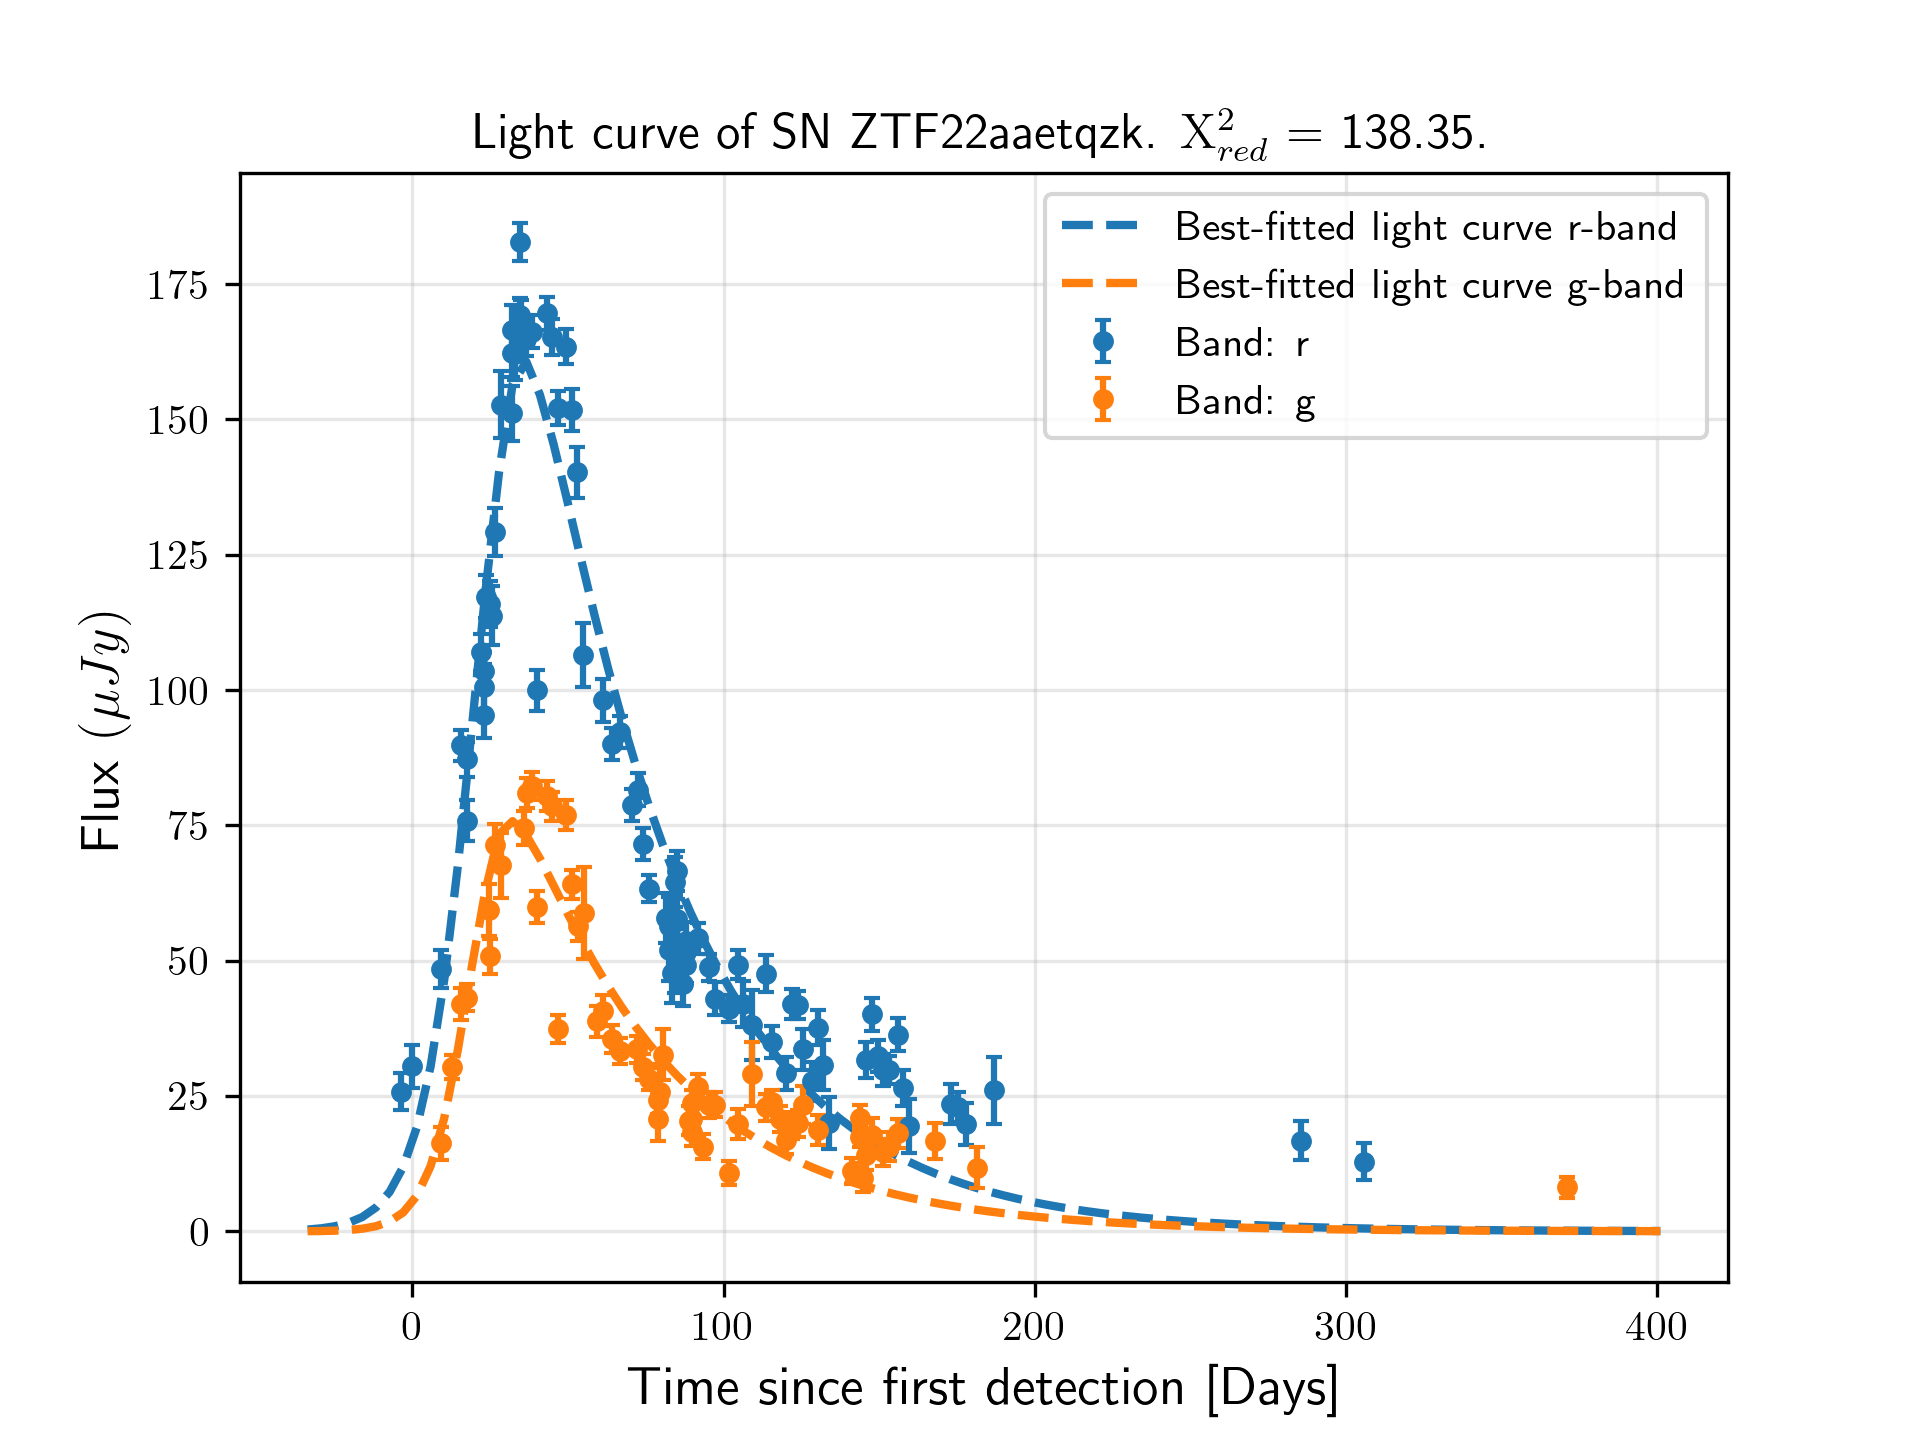 Light curve of SN ZTF22aaetqzk. X²_red = 138.35.
Best-fitted light curve r-band
Best-fitted light curve g-band
Band: r
Band: g
175
150
125
100
75
50
25
0
Flux (μJy)
0 100 200 300 400
Time since first detection [Days]